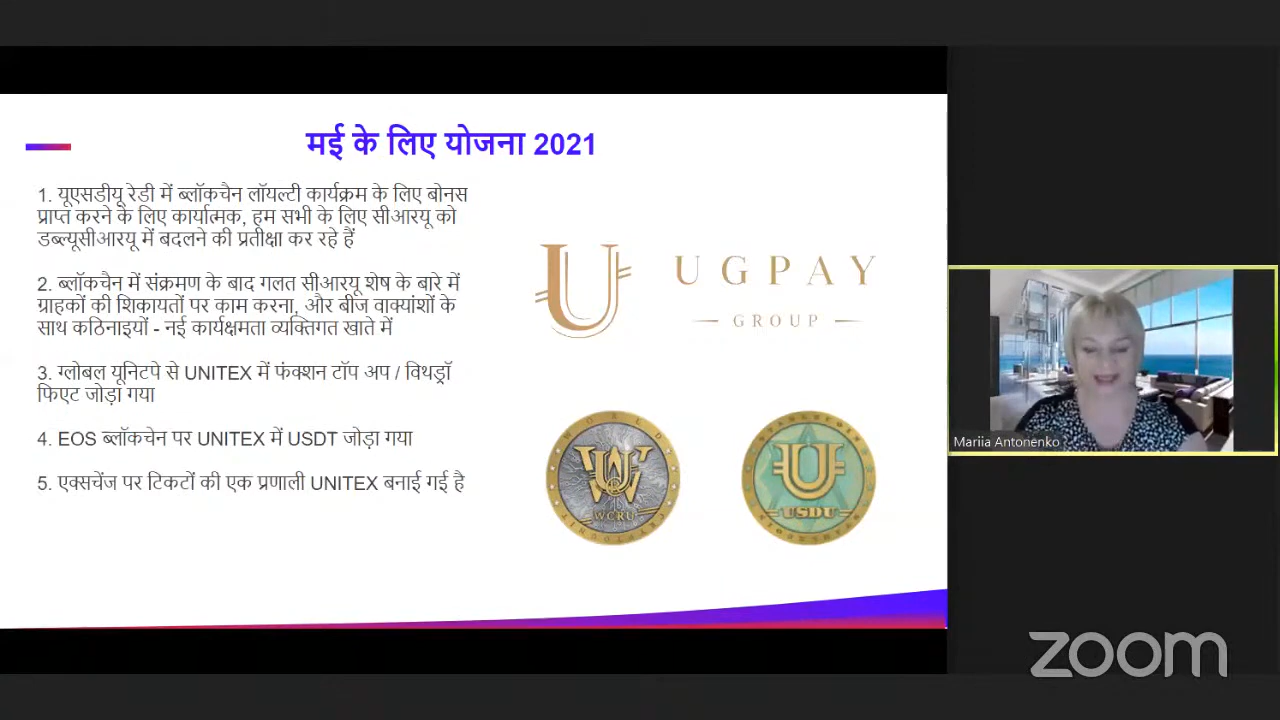 मई के लिए योजना 2021
1. यूएसडीयू रेडी में ब्लॉकचैन लॉयल्टी कार्यक्रम के लिए बोनस
प्राप्त करने के लिए कार्यात्मक, हम सभी के लिए सीआरयू को
डब्ल्यूसीआरयू में बदलने की प्रतीक्षा कर रहे हैं
2. ब्लॉकचैन में संक्रमण के बाद गलत सीआरयू शेष के बारे में
ग्राहकों की शिकायतों पर काम करना, और बीज वाक्यांशों के
साथ कठिनाइयों - नई कार्यक्षमता व्यक्तिगत खाते में
3. ग्लोबल यूनिटपे से UNITEX में फंक्शन टॉप अप / विथड्रॉ
फिएट जोड़ा गया
4. EOS ब्लॉकचेन पर UNITEX में USDT जोड़ा गया
5. एक्सचेंज पर टिकटों की एक प्रणाली UNITEX बनाई गई है
UGPAY
GROUP
WORLD
WCRU
USDU
Mariia Antonenko
zoom